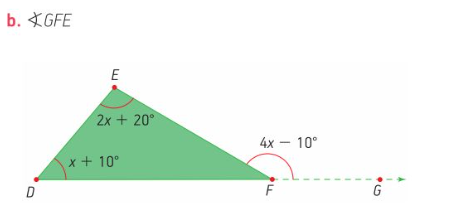 b. ∢GFE
E
2x + 20°
4x − 10°
x + 10°
D
F
G